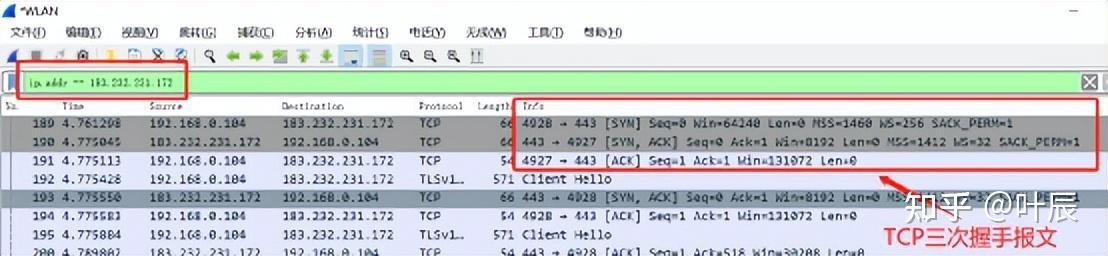 *WLAN
文件(F) 编辑(E) 视图(V) 跳转(G) 捕获(C) 分析(A) 统计(S) 电话(Y) 无线(W) 工具(T) 帮助(H)
ip.addr == 183.232.231.172
No. Time Source Destination Protocol Length Info
189 4.761298 192.168.0.104 183.232.231.172 TCP 66 4928 → 443 [SYN] Seq=0 Win=64240 Len=0 MSS=1460 WS=256 SACK_PERM=1
190 4.775045 183.232.231.172 192.168.0.104 TCP 66 443 → 4927 [SYN, ACK] Seq=0 Ack=1 Win=8192 Len=0 MSS=1412 WS=32 SACK_PERM=1
191 4.775113 192.168.0.104 183.232.231.172 TCP 54 4927 → 443 [ACK] Seq=1 Ack=1 Win=131072 Len=0
192 4.775428 192.168.0.104 183.232.231.172 TLSv1… 571 Client Hello
193 4.775550 183.232.231.172 192.168.0.104 TCP 66 443 → 4928 [SYN, ACK] Seq=0 Ack=1 Win=8192 Len=0 MSS=1412 WS=32 SACK_PERM=1
194 4.775583 192.168.0.104 183.232.231.172 TCP 54 4928 → 443 [ACK] Seq=1 Ack=1 Win=131072 Len=0
195 4.775804 192.168.0.104 183.232.231.172 TLSv1… 571 Client Hello
200 4.789802 183.232.231.172 192.168.0.104 TCP 54 443 → [ACK] Seq=1 Ack=518 Win=30208 Len=0
知乎 @叶辰
TCP三次握手报文